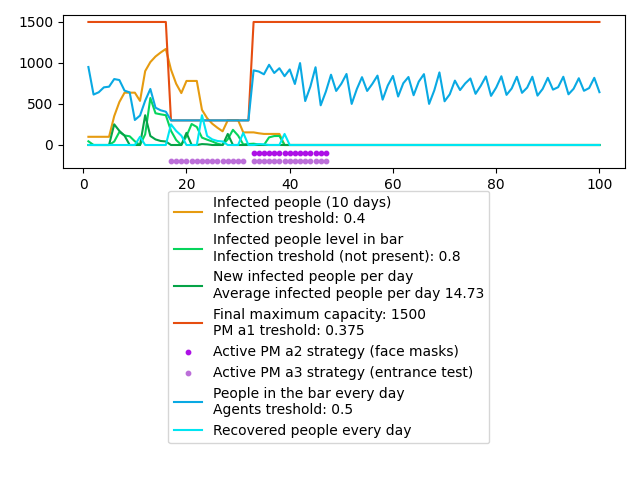 1500
1000
500
0
0
20
40
60
80
100
Infected people (10 days)
Infection treshold: 0.4
Infected people level in bar
Infection treshold (not present): 0.8
New infected people per day
Average infected people per day 14.73
Final maximum capacity: 1500
PM a1 treshold: 0.375
Active PM a2 strategy (face masks)
Active PM a3 strategy (entrance test)
People in the bar every day
Agents treshold: 0.5
Recovered people every day